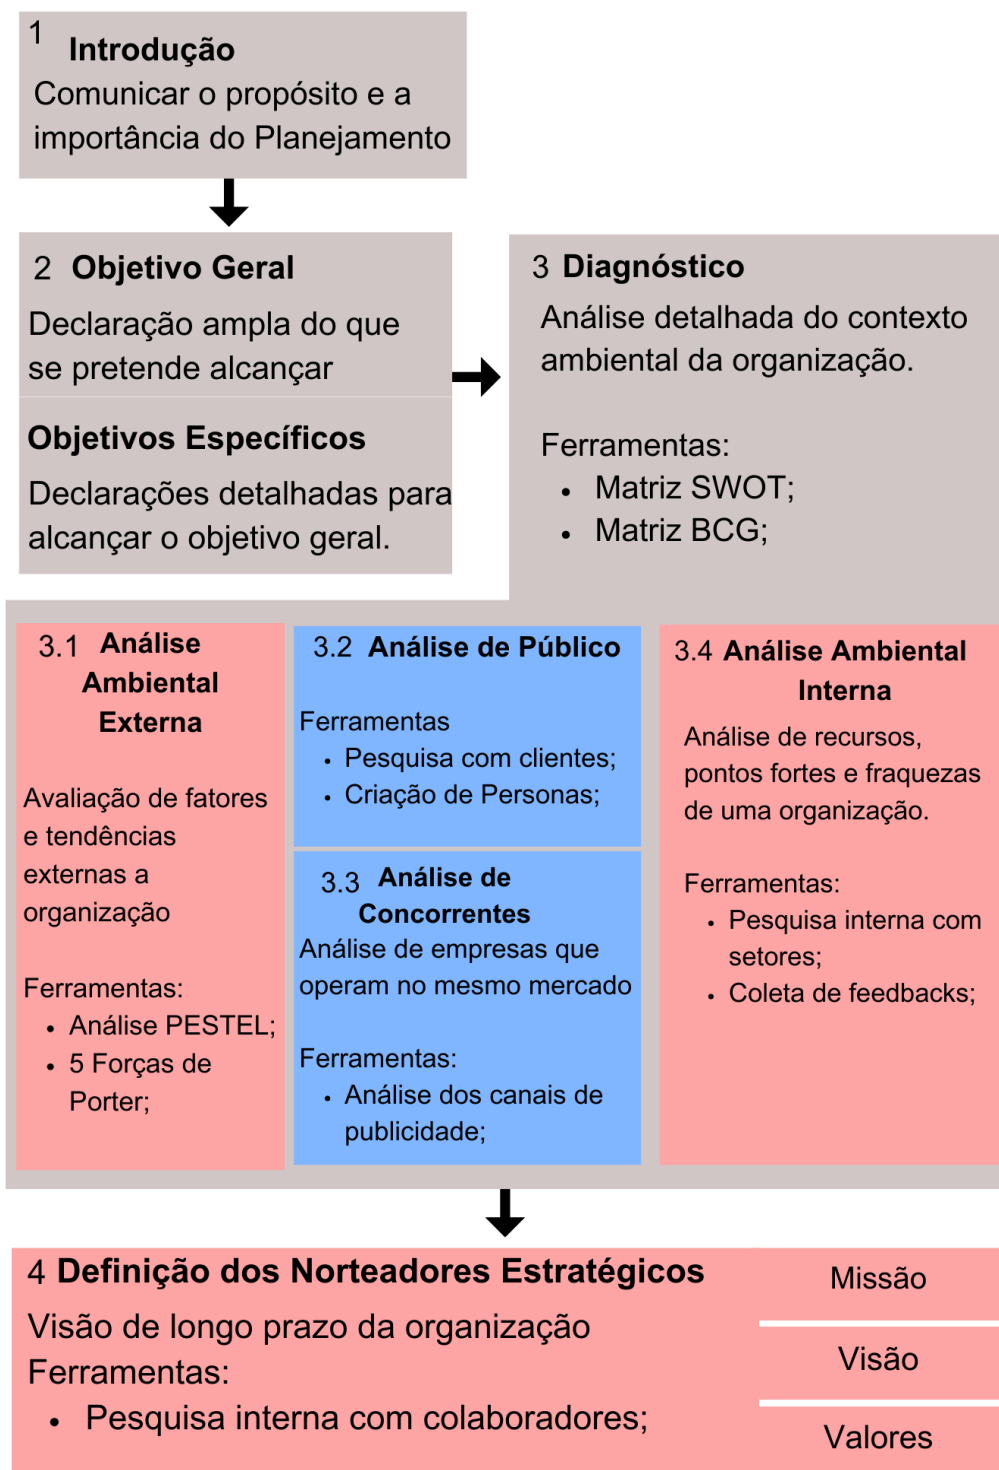 1 Introdução
Comunicar o propósito e a
importância do Planejamento
2 Objetivo Geral
Declaração ampla do que
se pretende alcançar
Objetivos Específicos
Declarações detalhadas para
alcançar o objetivo geral.
3 Diagnóstico
Análise detalhada do contexto
ambiental da organização.
Ferramentas:
• Matriz SWOT;
• Matriz BCG;
3.1 Análise
Ambiental
Externa
Avaliação de fatores
e tendências
externas a
organização
Ferramentas:
• Análise PESTEL;
• 5 Forças de
Porter;
3.2 Análise de Público
Ferramentas
• Pesquisa com clientes;
• Criação de Personas;
3.3 Análise de
Concorrentes
Análise de empresas que
operam no mesmo mercado
Ferramentas:
• Análise dos canais de
publicidade;
3.4 Análise Ambiental
Interna
Análise de recursos,
pontos fortes e fraquezas
de uma organização.
Ferramentas:
• Pesquisa interna com
setores;
• Coleta de feedbacks;
4 Definição dos Norteadores Estratégicos
Visão de longo prazo da organização
Ferramentas:
• Pesquisa interna com colaboradores;
Missão
Visão
Valores